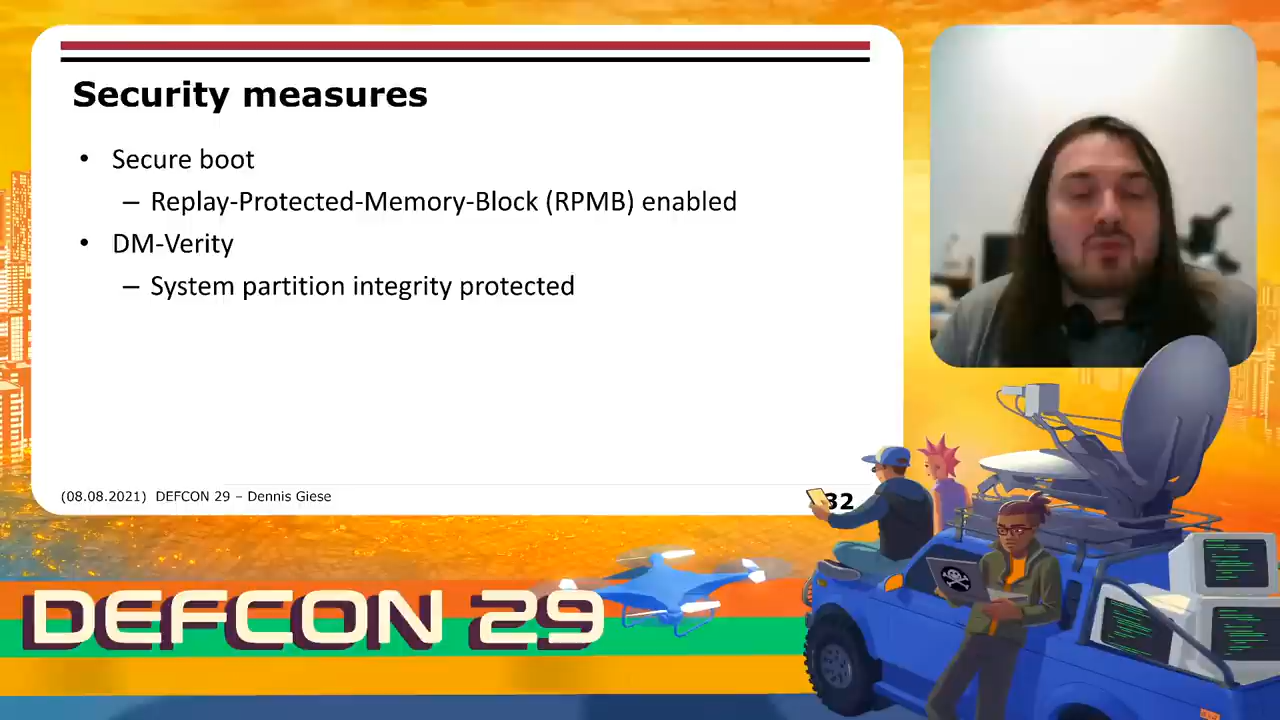 Security measures
• Secure boot
– Replay-Protected-Memory-Block (RPMB) enabled
• DM-Verity
– System partition integrity protected
(08.08.2021) DEFCON 29 – Dennis Giese
32
DEFCON 29